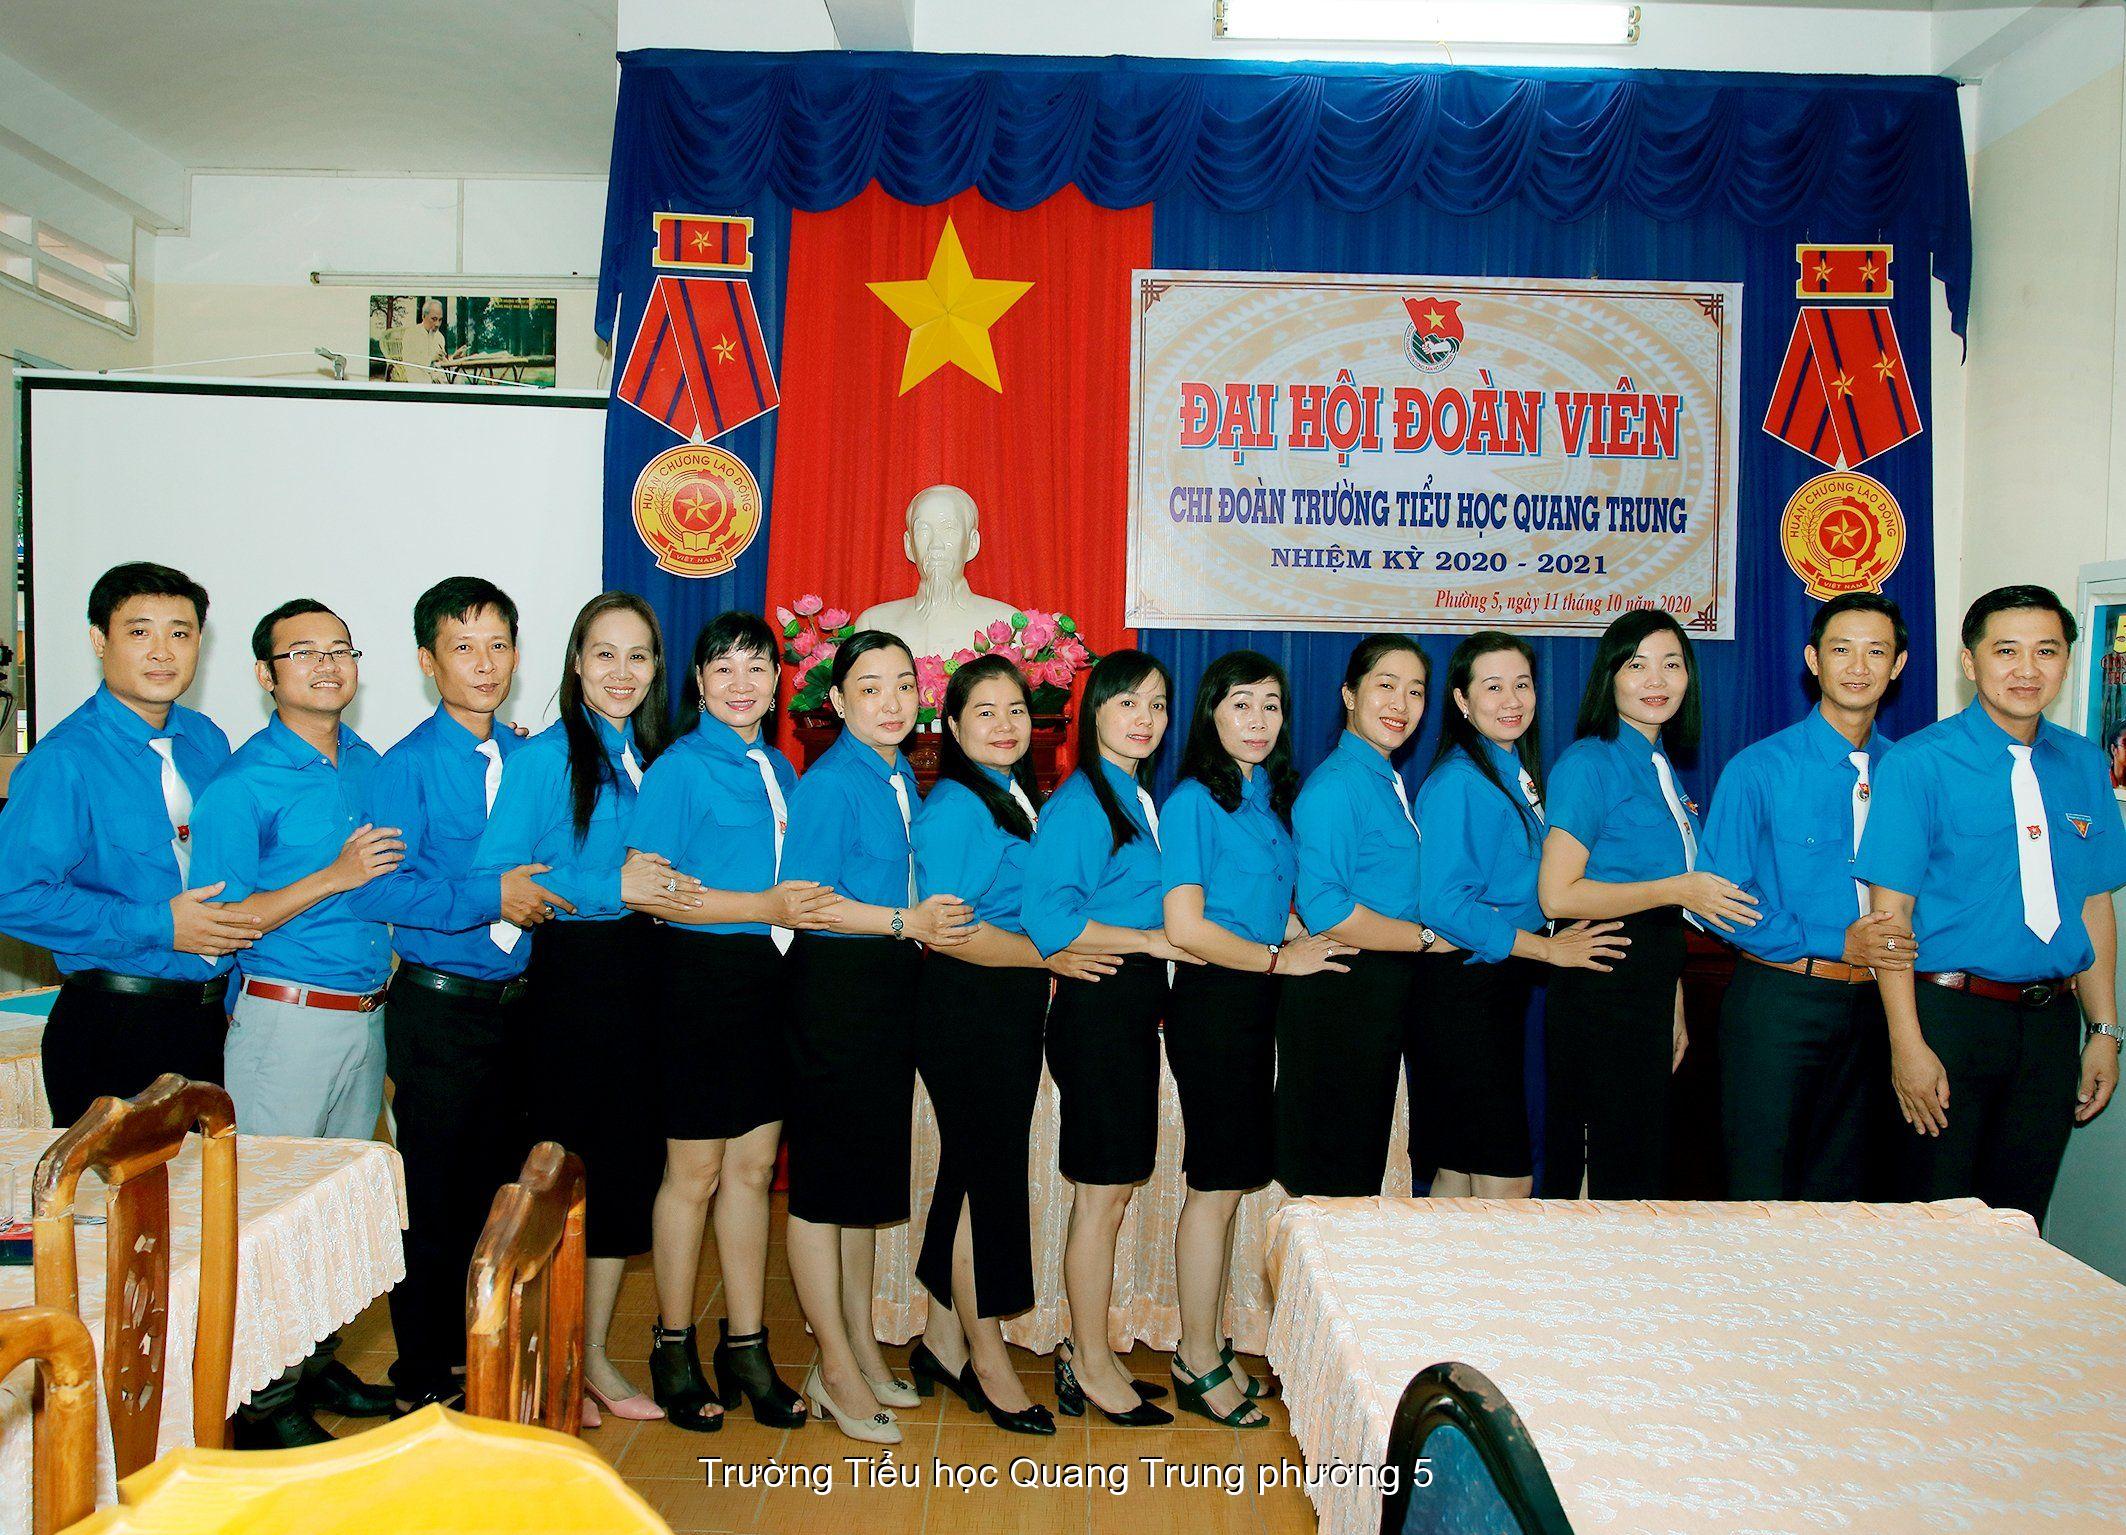 ĐẠI HỘI ĐOÀN VIÊN
CHI ĐOÀN TRƯỜNG TIỂU HỌC QUANG TRUNG
NHIỆM KỲ 2020 - 2021
Phường 5, ngày 11 tháng 10 năm 2020
HUÂN CHƯƠNG LAO ĐỘNG
VIỆT NAM
HUÂN CHƯƠNG LAO ĐỘNG
VIỆT NAM
Trường Tiểu học Quang Trung phường 5